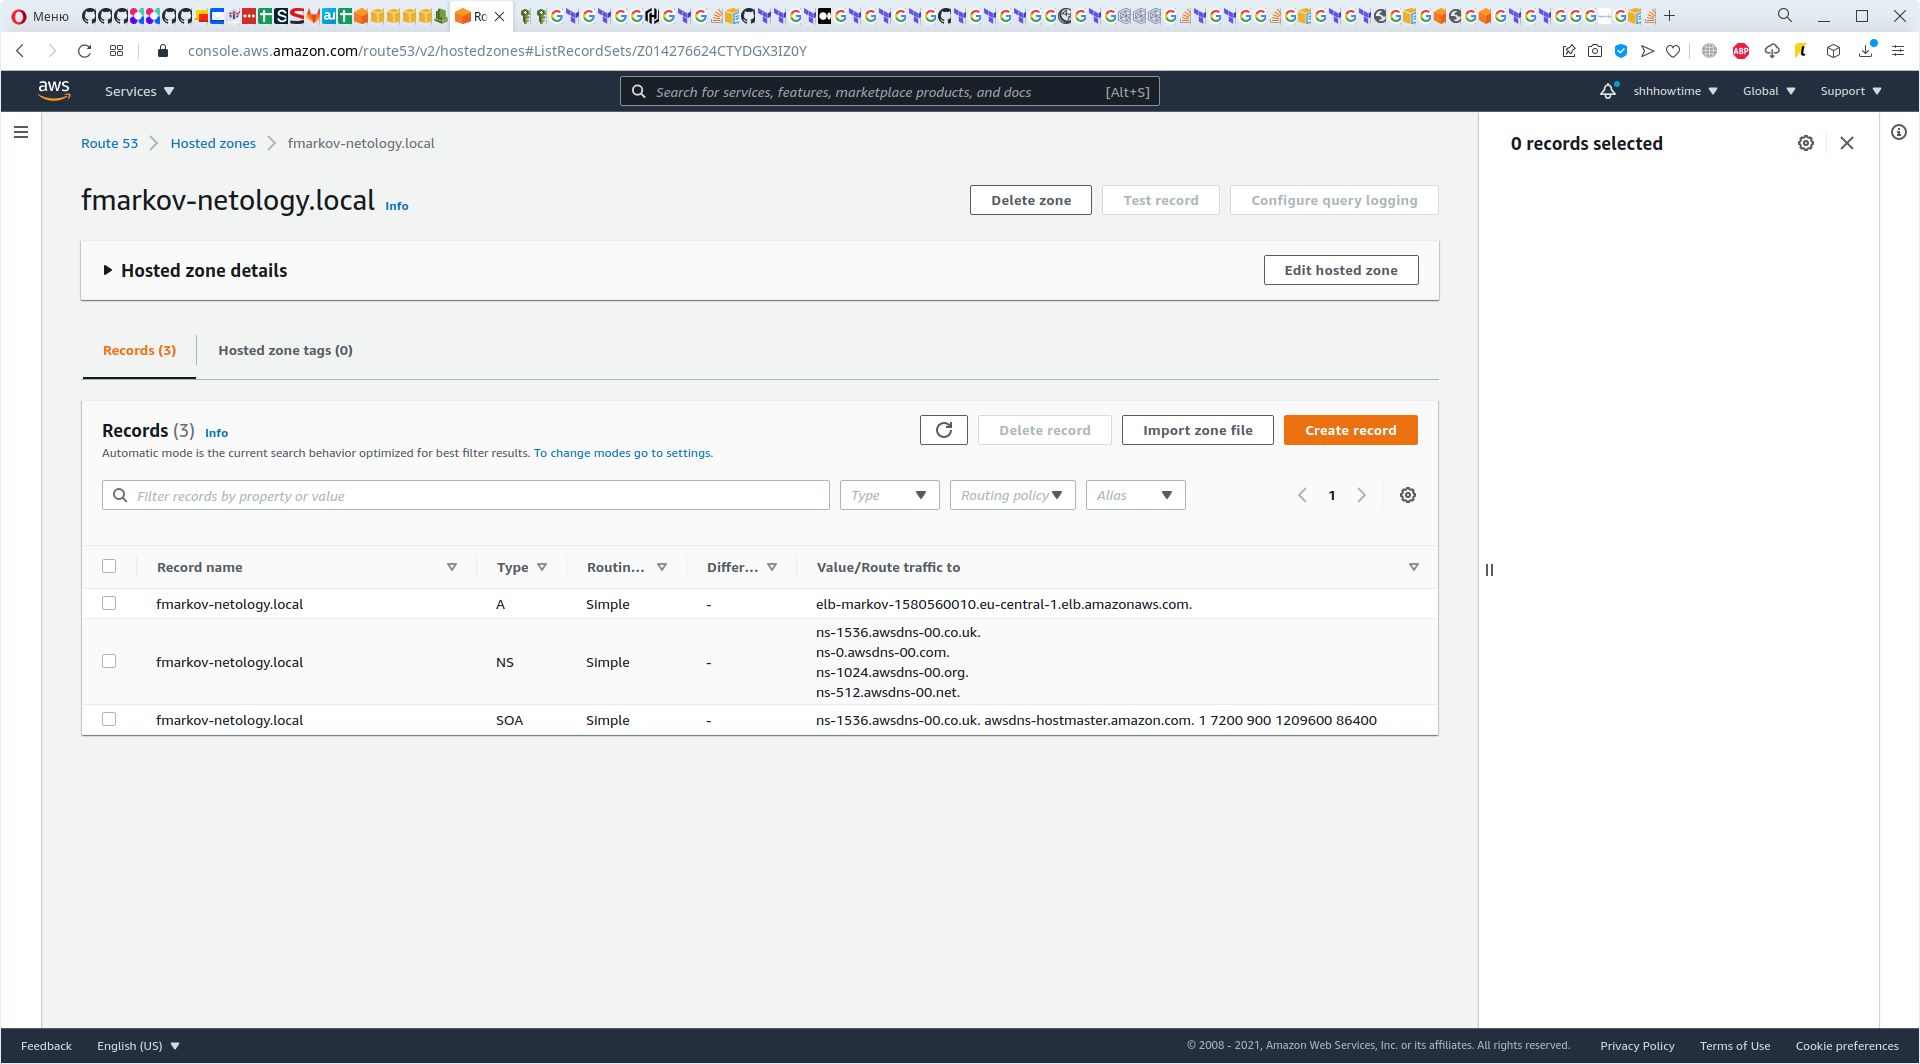 Меню
Ro
console.aws.amazon.com/route53/v2/hostedzones#ListRecordSets/Z014276624CTYDGX3IZ0Y
ABP
aws
Services
Search for services, features, marketplace products, and docs [Alt+S]
shhhowtime
Global
Support
Route 53 Hosted zones fmarkov-netology.local
0 records selected
fmarkov-netology.local Info
Delete zone
Test record
Configure query logging
Hosted zone details
Edit hosted zone
Records (3)
Hosted zone tags (0)
Records (3) Info
Delete record
Import zone file
Create record
Automatic mode is the current search behavior optimized for best filter results. To change modes go to settings.
Filter records by property or value
Type
Routing policy
Alias
1
Record name Type Routin... Differ... Value/Route traffic to
fmarkov-netology.local A Simple - elb-markov-1580560010.eu-central-1.elb.amazonaws.com.
fmarkov-netology.local NS Simple - ns-1536.awsdns-00.co.uk.
ns-0.awsdns-00.com.
ns-1024.awsdns-00.org.
ns-512.awsdns-00.net.
fmarkov-netology.local SOA Simple - ns-1536.awsdns-00.co.uk. awsdns-hostmaster.amazon.com. 1 7200 900 1209600 86400
Feedback
English (US)
© 2008 - 2021, Amazon Web Services, Inc. or its affiliates. All rights reserved.
Privacy Policy
Terms of Use
Cookie preferences